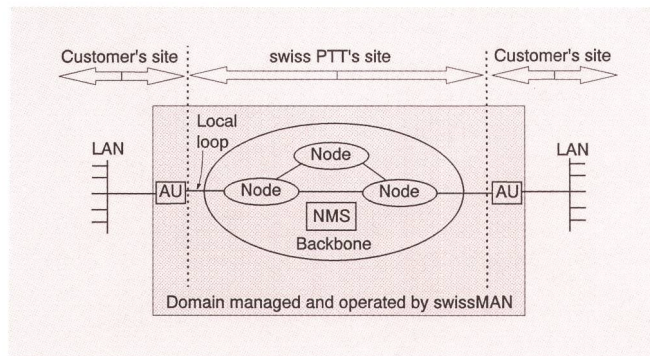 Customer's site
swiss PTT's site
Customer's site
Local
loop
LAN
LAN
Node
AU
Node
Node
AU
NMS
Backbone
Domain managed and operated by swissMAN